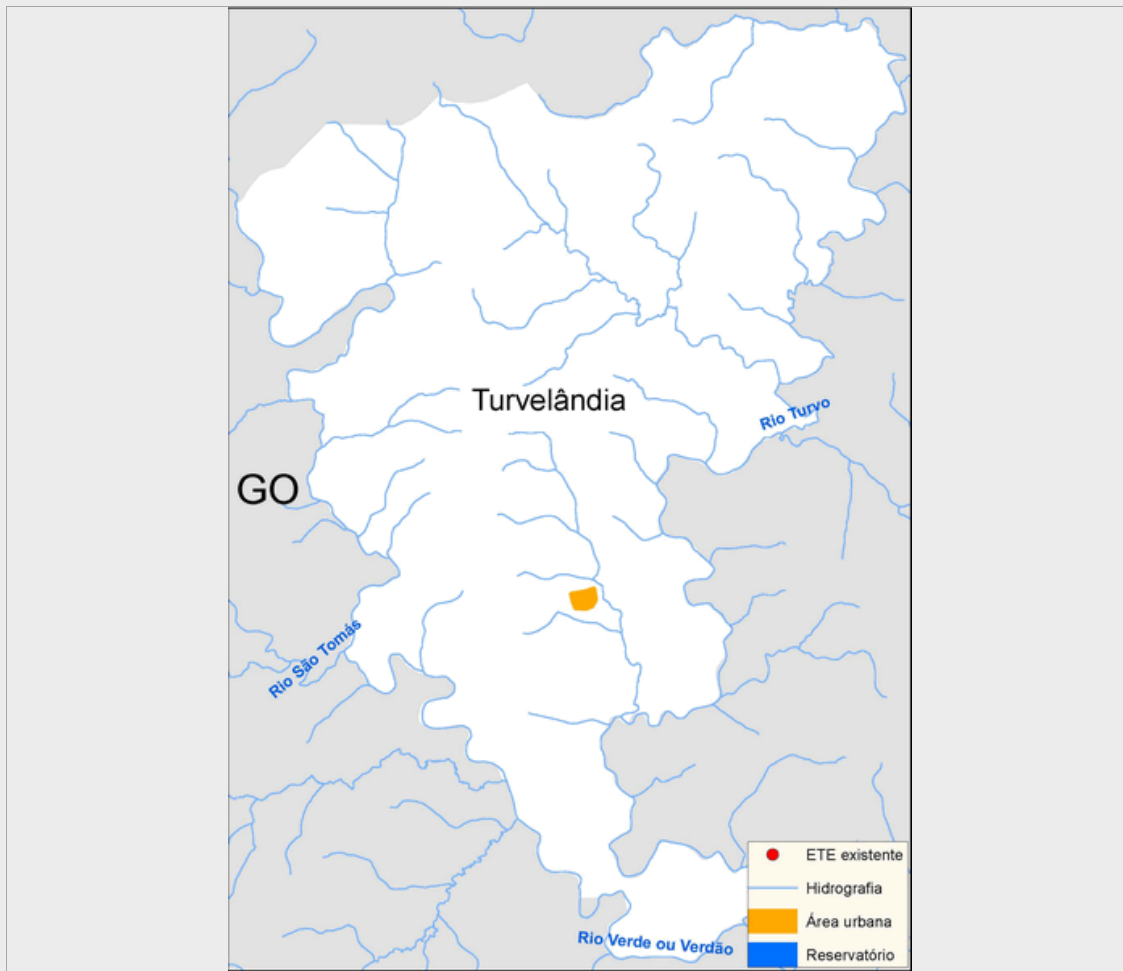 Turvelândia
Rio Turvo
GO
Rio São Tomás
ETE existente
Hidrografia
Área urbana
Rio Verde ou Verdão
Reservatório